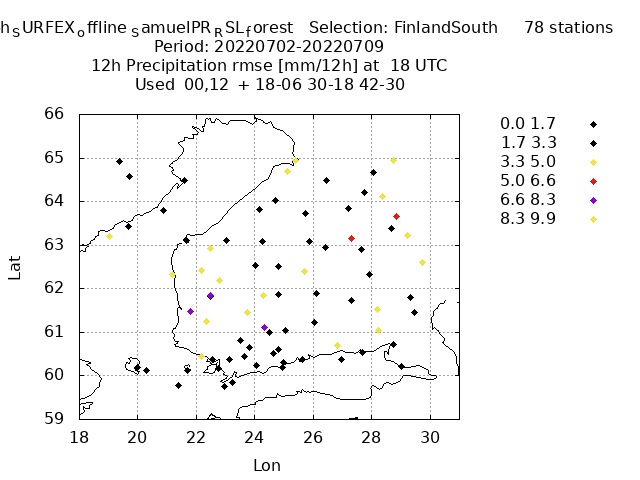 h_SURFEX_offline_SamuelPR_RSL_forest   Selection: FinlandSouth   78 stations
Period: 20220702-20220709
12h Precipitation rmse [mm/12h] at  18 UTC
Used  00,12  + 18-06 30-18 42-30
66
65
64
63
62
61
60
59
18 20 22 24 26 28 30
Lat
Lon
0.0 1.7
1.7 3.3
3.3 5.0
5.0 6.6
6.6 8.3
8.3 9.9